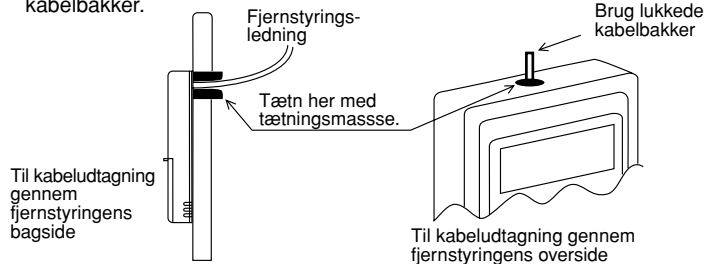 kabelbakker.
Fjernstyrings-
ledning
Brug lukkede
kabelbakker
Tætn her med
tætningsmassse.
Til kabeludtagning
gennem
fjernstyringens
bagside
Til kabeludtagning gennem
fjernstyringens overside